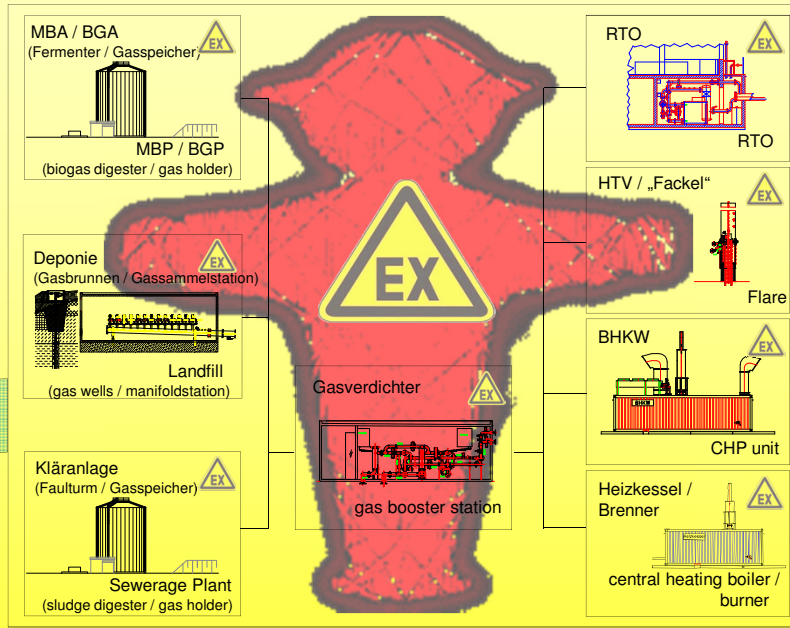 MBA / BGA
(Fermenter / Gasspeicher)
EX
MBP / BGP
(biogas digester / gas holder)
Deponie
(Gasbrunnen / Gassammelstation)
EX
Landfill
(gas wells / manifoldstation)
Kläranlage
(Faulturm / Gasspeicher)
EX
Sewerage Plant
(sludge digester / gas holder)
EX
Gasverdichter
EX
gas booster station
RTO
EX
RTO
HTV / „Fackel“
EX
Flare
BHKW
EX
BHKW
CHP unit
Heizkessel /
Brenner
EX
central heating boiler /
burner